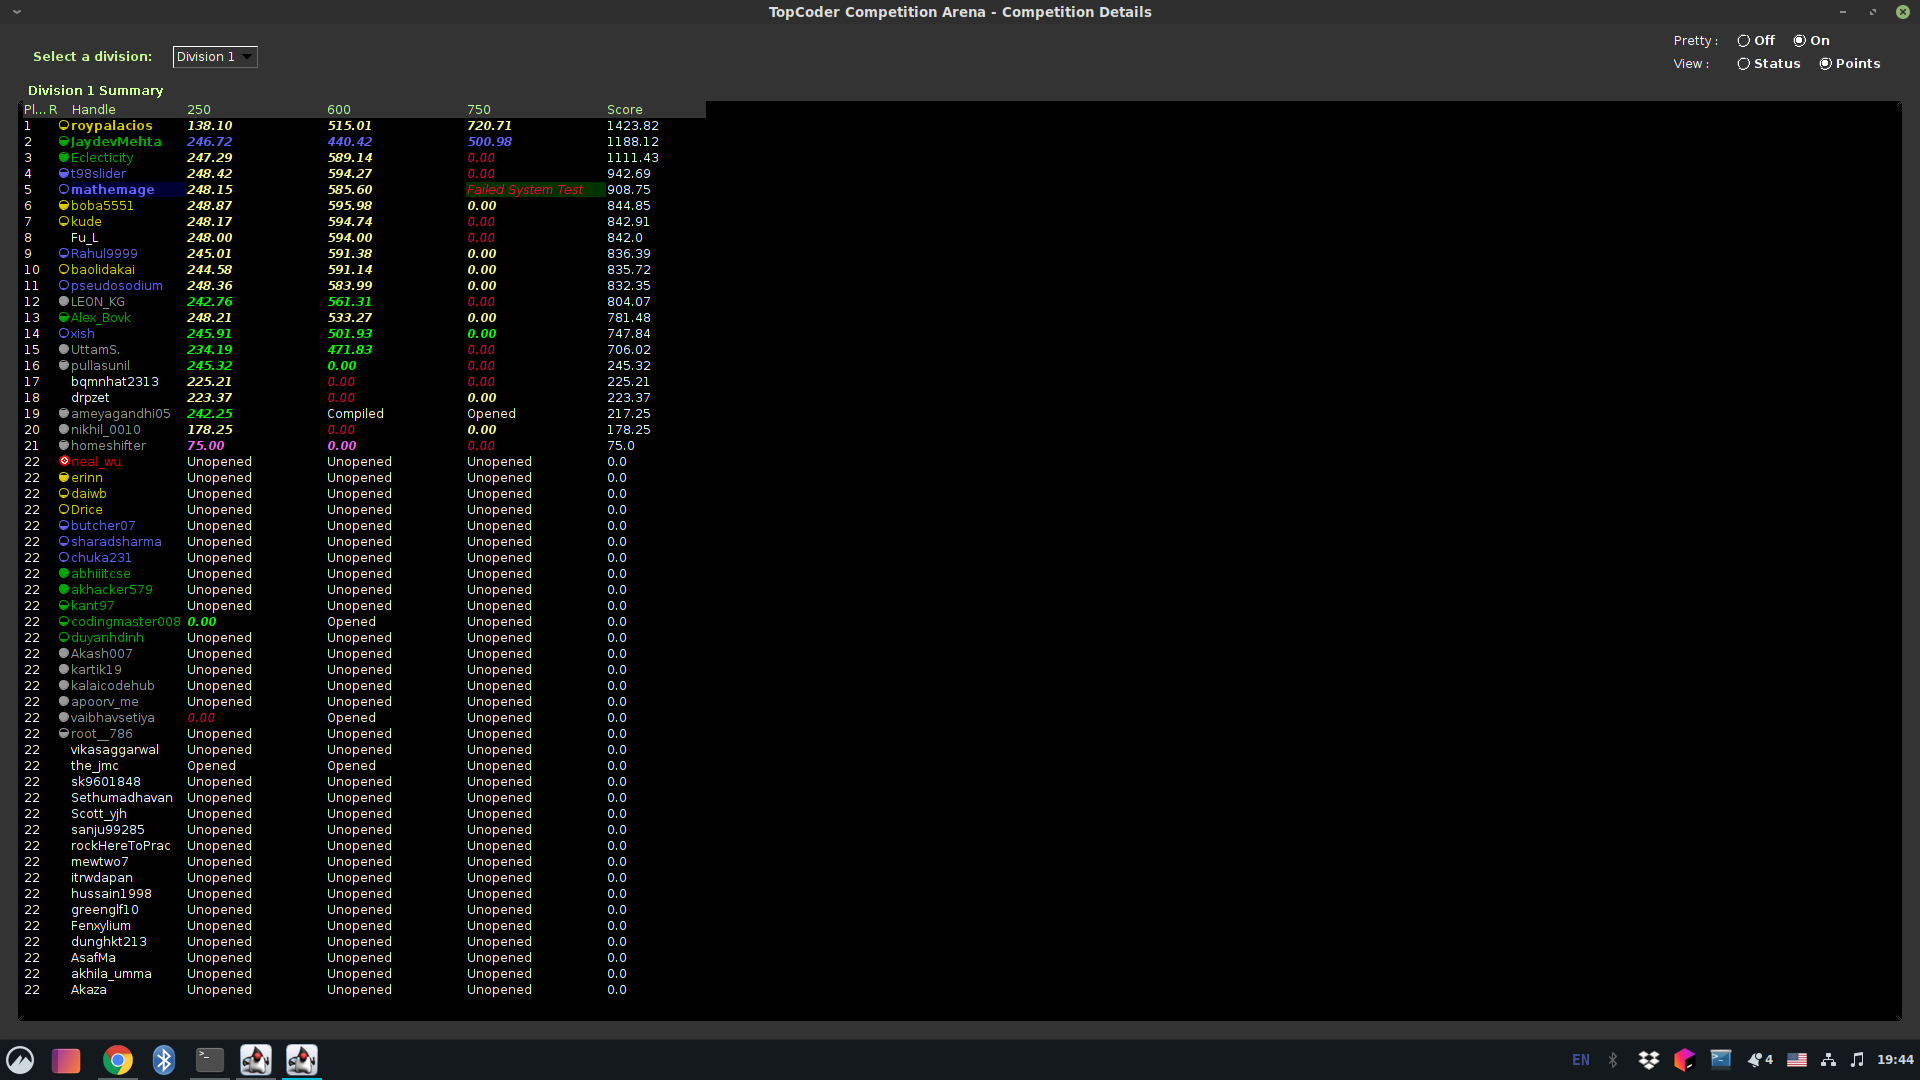 TopCoder Competition Arena - Competition Details
Pretty : Off On
Select a division: Division 1
View : Status Points
Division 1 Summary
Pl... R Handle 250 600 750 Score
1 roypalacios 138.10 515.01 720.71 1423.82
2 JaydevMehta 246.72 440.42 500.98 1188.12
3 Eclecticity 247.29 589.14 0.00 1111.43
4 t98slider 248.42 594.27 0.00 942.69
5 mathemage 248.15 585.60 Failed System Test 908.75
6 boba5551 248.87 595.98 0.00 844.85
7 kude 248.17 594.74 0.00 842.91
8 Fu_L 248.00 594.00 0.00 842.0
9 Rahul9999 245.01 591.38 0.00 836.39
10 baolidakai 244.58 591.14 0.00 835.72
11 pseudosodium 248.36 583.99 0.00 832.35
12 LEON_KG 242.76 561.31 0.00 804.07
13 Alex_Bovk 248.21 533.27 0.00 781.48
14 xish 245.91 501.93 0.00 747.84
15 UttamS. 234.19 471.83 0.00 706.02
16 pullasunil 245.32 0.00 0.00 245.32
17 bqmnhat2313 225.21 0.00 0.00 225.21
18 drpzet 223.37 0.00 0.00 223.37
19 ameyagandhi05 242.25 Compiled Opened 217.25
20 nikhil_0010 178.25 0.00 0.00 178.25
21 homeshifter 75.00 0.00 0.00 75.0
22 neal_wu Unopened Unopened Unopened 0.0
22 erinn Unopened Unopened Unopened 0.0
22 daiwb Unopened Unopened Unopened 0.0
22 Drice Unopened Unopened Unopened 0.0
22 butcher07 Unopened Unopened Unopened 0.0
22 sharadsharma Unopened Unopened Unopened 0.0
22 chuka231 Unopened Unopened Unopened 0.0
22 abhiiitcse Unopened Unopened Unopened 0.0
22 akhacker579 Unopened Unopened Unopened 0.0
22 kant97 Unopened Unopened Unopened 0.0
22 codingmaster008 0.00 Opened Unopened 0.0
22 duyanhdinh Unopened Unopened Unopened 0.0
22 Akash007 Unopened Unopened Unopened 0.0
22 kartik19 Unopened Unopened Unopened 0.0
22 kalaicodehub Unopened Unopened Unopened 0.0
22 apoorv_me Unopened Unopened Unopened 0.0
22 vaibhavsetiya 0.00 Opened Unopened 0.0
22 root__786 Unopened Unopened Unopened 0.0
22 vikasaggarwal Unopened Unopened Unopened 0.0
22 the_jmc Opened Opened Unopened 0.0
22 sk9601848 Unopened Unopened Unopened 0.0
22 Sethumadhavan Unopened Unopened Unopened 0.0
22 Scott_yjh Unopened Unopened Unopened 0.0
22 sanju99285 Unopened Unopened Unopened 0.0
22 rockHereToPrac Unopened Unopened Unopened 0.0
22 mewtwo7 Unopened Unopened Unopened 0.0
22 itrwdapan Unopened Unopened Unopened 0.0
22 hussain1998 Unopened Unopened Unopened 0.0
22 greenglf10 Unopened Unopened Unopened 0.0
22 Fenxylium Unopened Unopened Unopened 0.0
22 dunghkt213 Unopened Unopened Unopened 0.0
22 AsafMa Unopened Unopened Unopened 0.0
22 akhila_umma Unopened Unopened Unopened 0.0
22 Akaza Unopened Unopened Unopened 0.0
EN 4 19:44